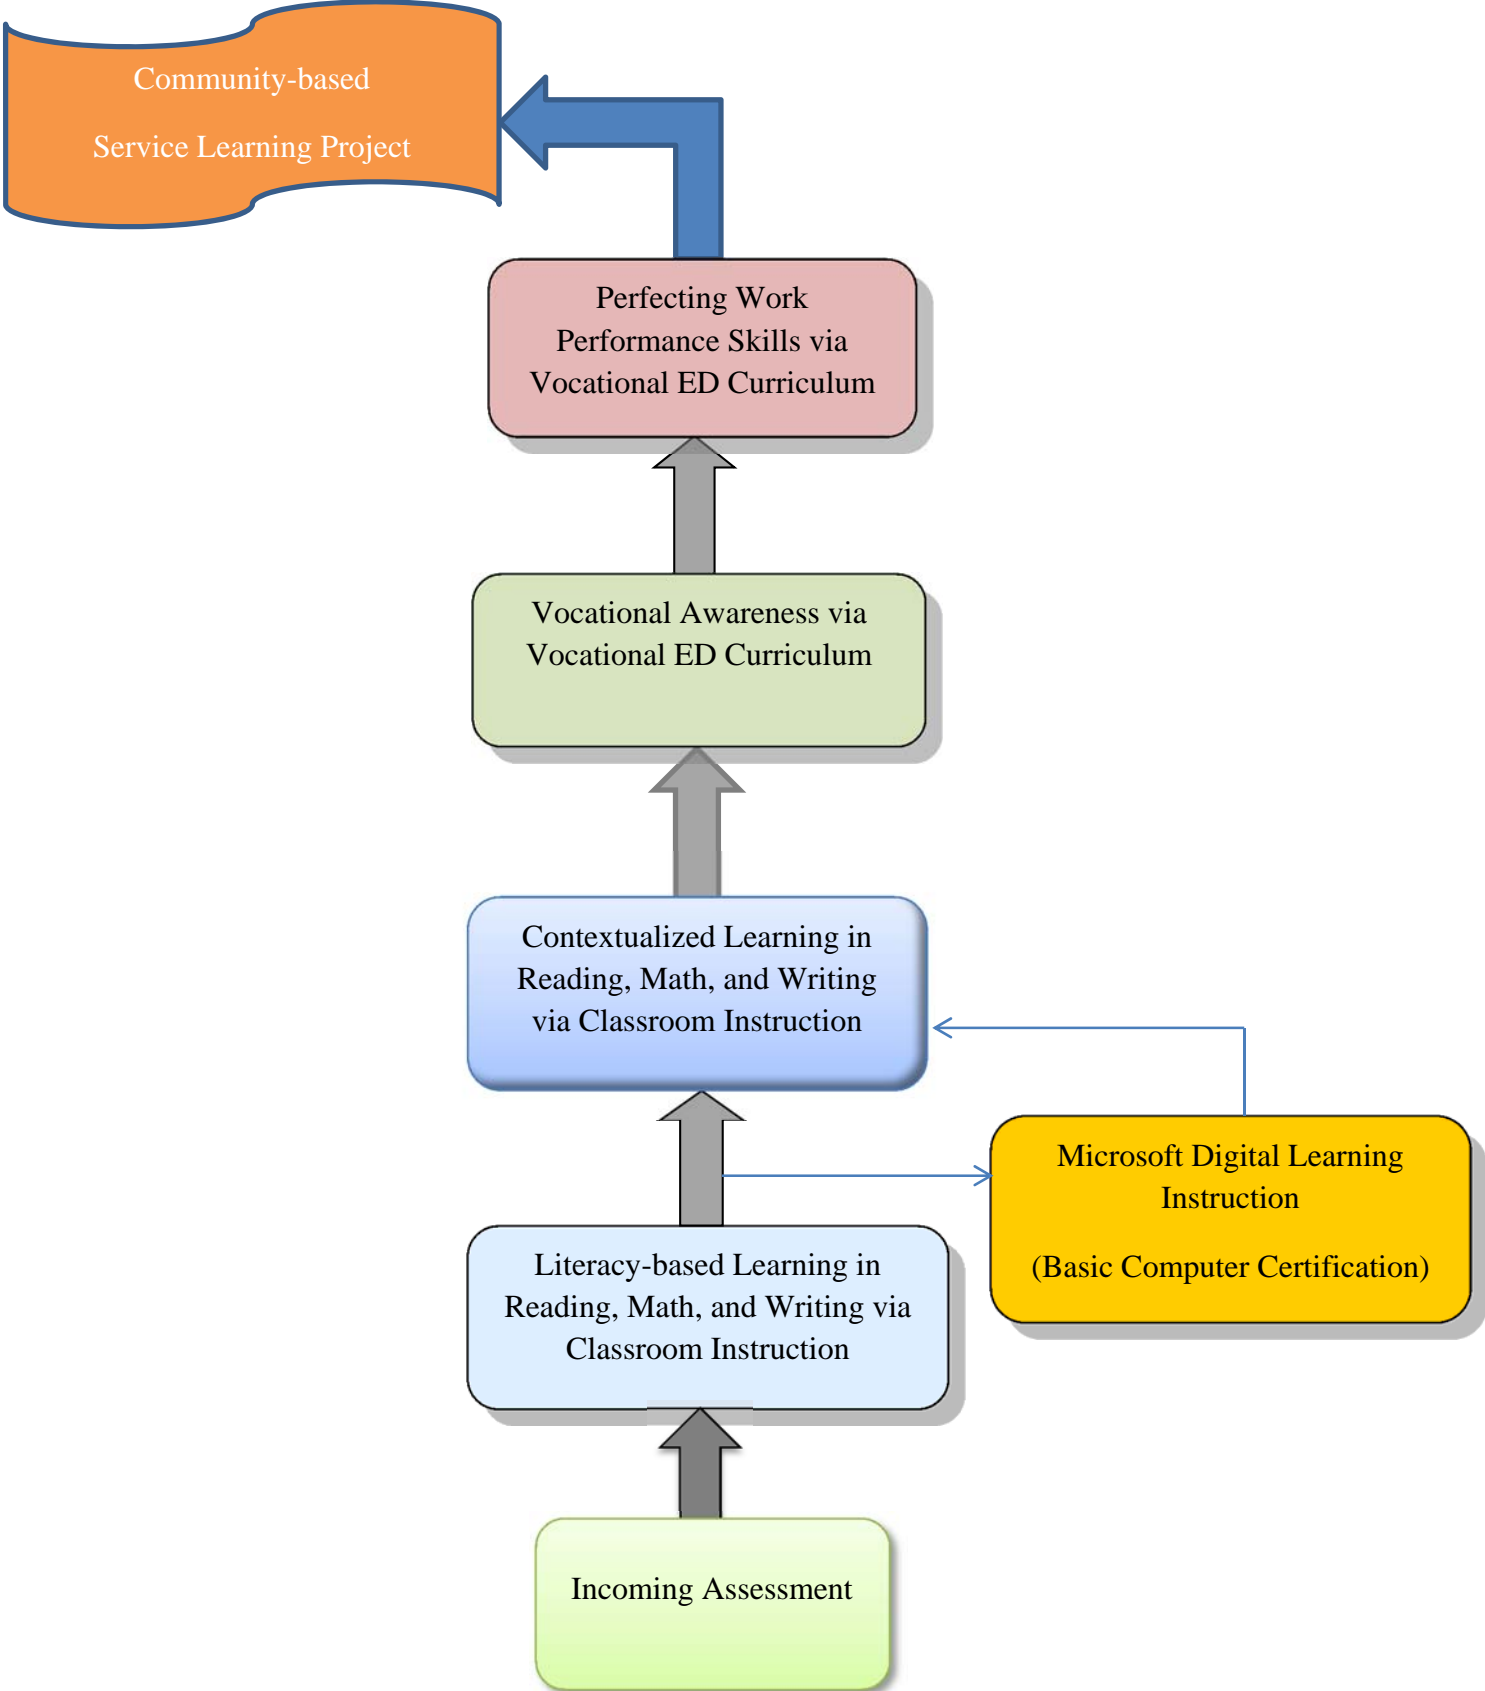 Community-based
Service Learning Project
Perfecting Work
Performance Skills via
Vocational ED Curriculum
Vocational Awareness via
Vocational ED Curriculum
Contextualized Learning in
Reading, Math, and Writing
via Classroom Instruction
Microsoft Digital Learning
Instruction
(Basic Computer Certification)
Literacy-based Learning in
Reading, Math, and Writing via
Classroom Instruction
Incoming Assessment